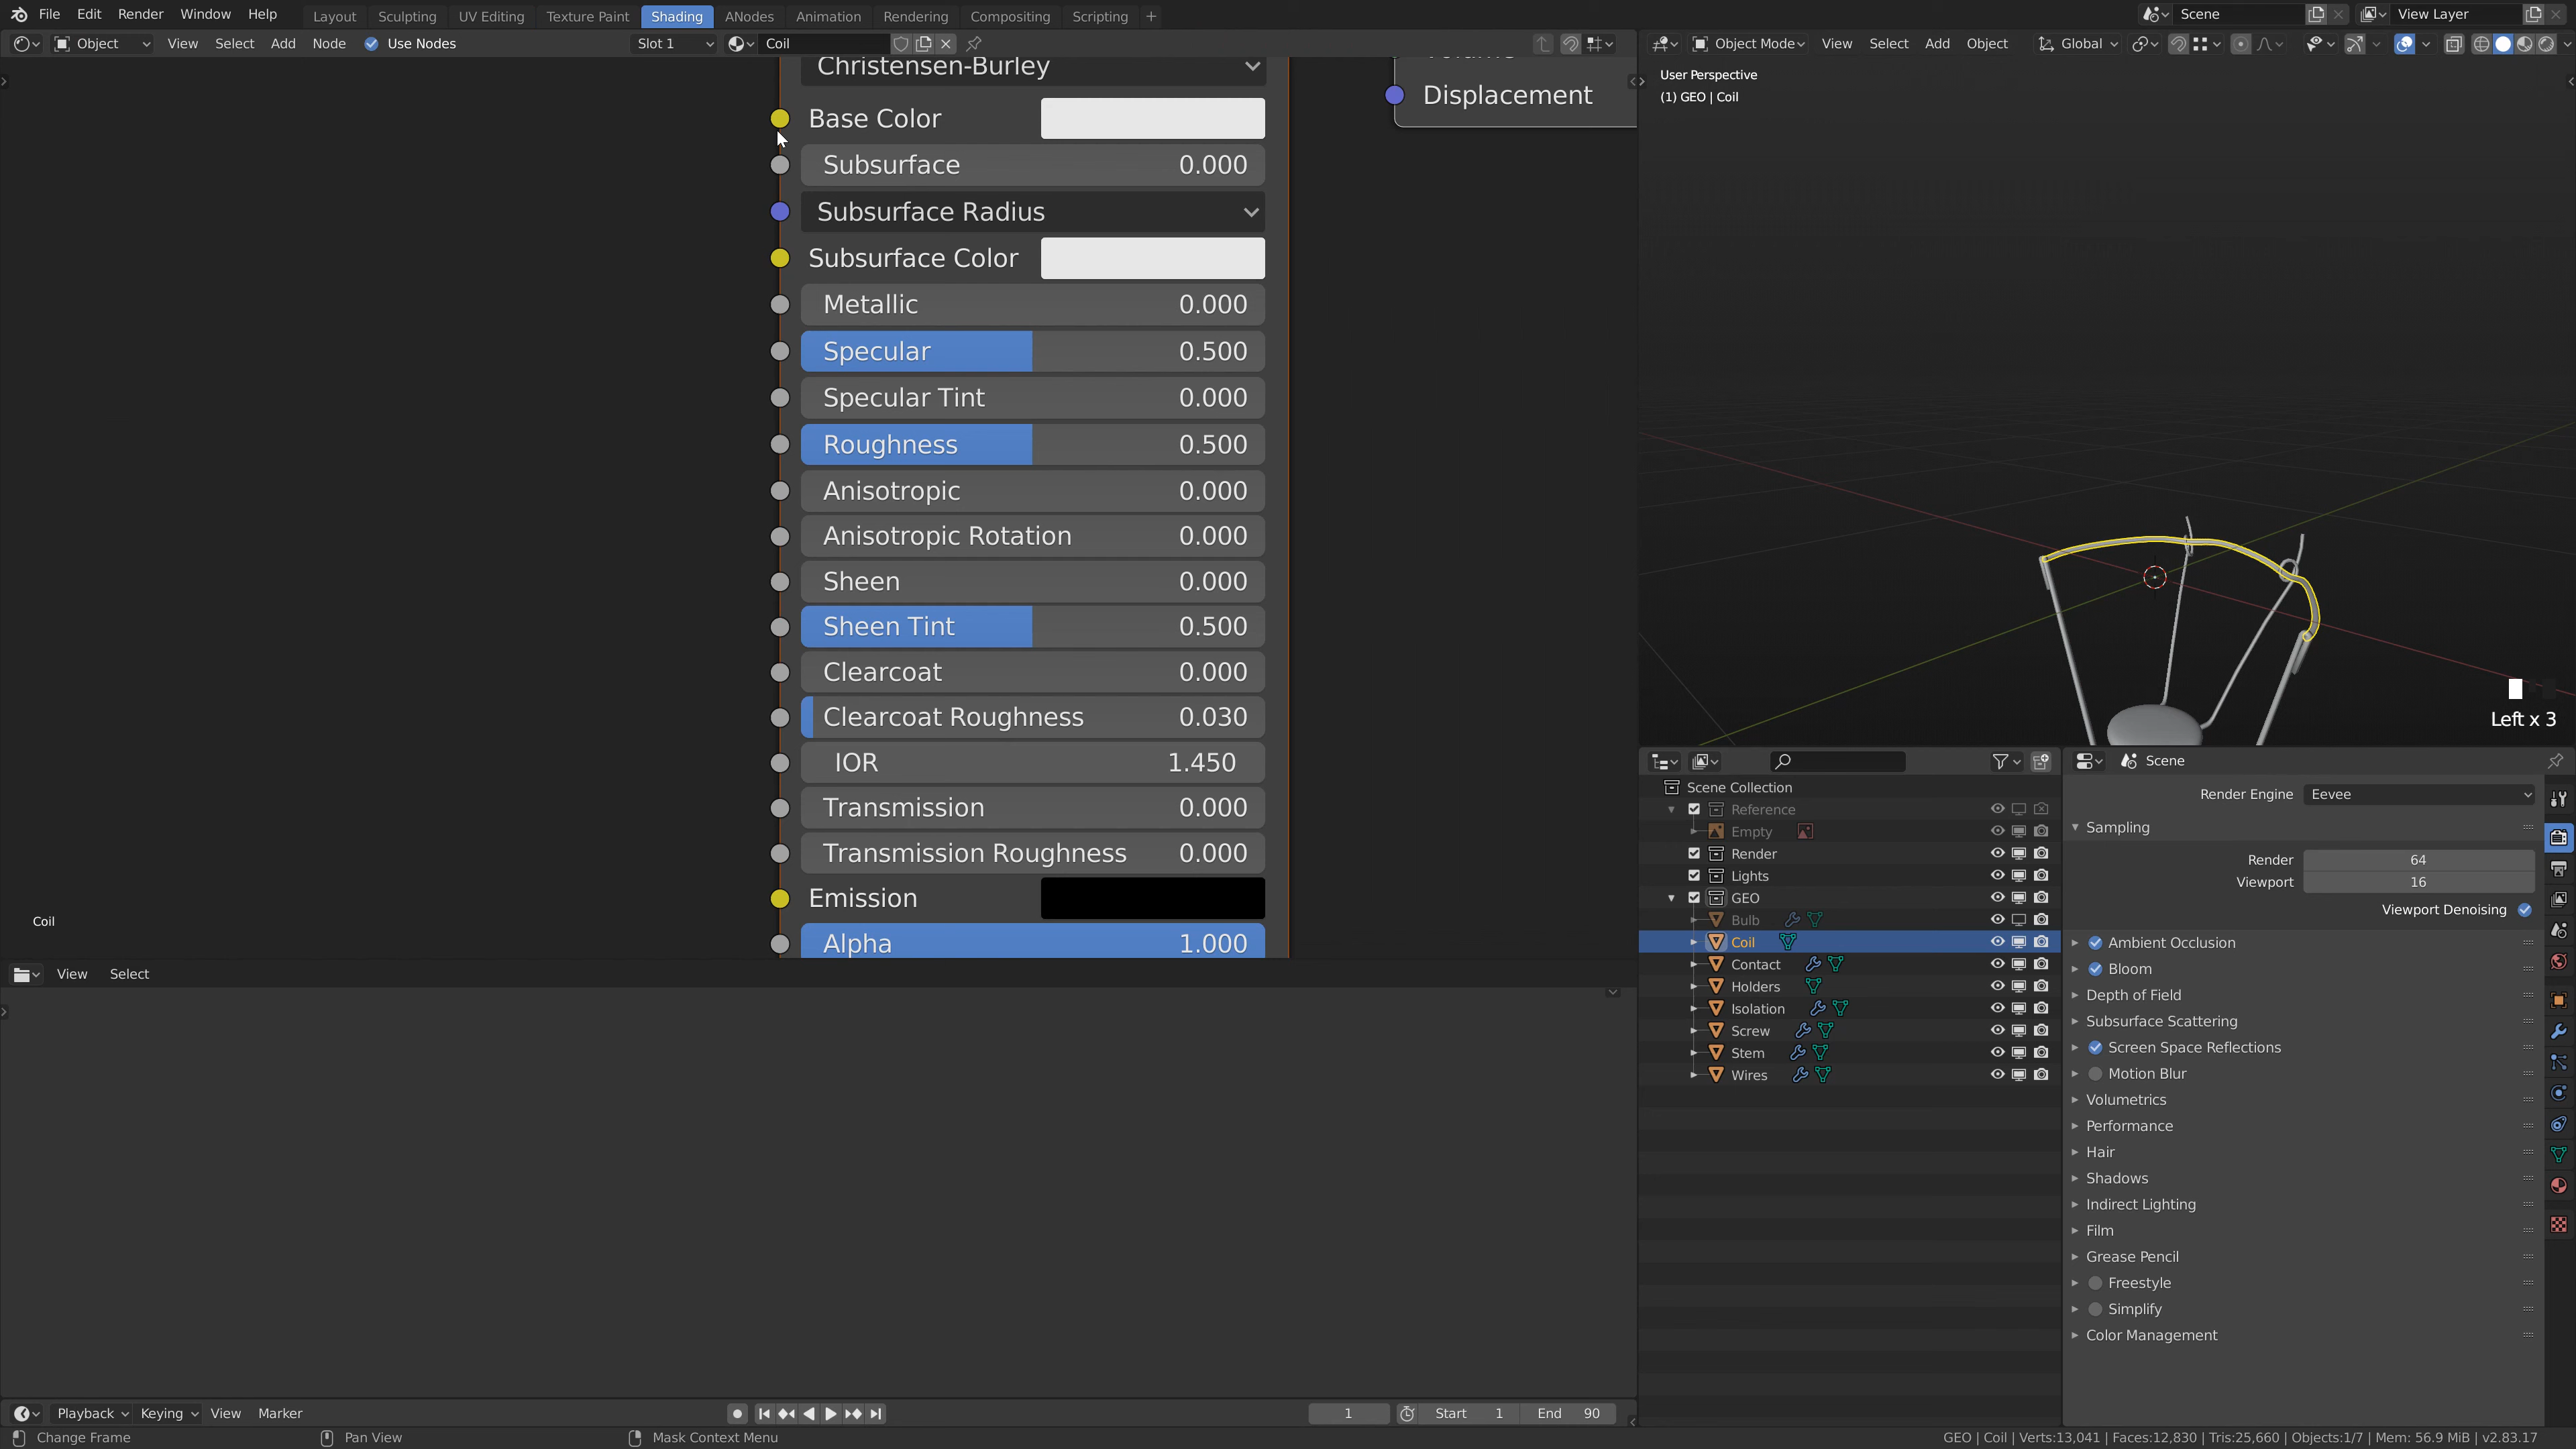 File Edit Render Window Help Layout Sculpting UV Editing Texture Paint Shading ANodes Animation Rendering Compositing Scripting + Scene View Layer
Object View Select Add Node Use Nodes Slot 1 Coil Object Mode View Select Add Object Global
Christensen-Burley
Base Color
Subsurface 0.000
Subsurface Radius
Subsurface Color
Metallic 0.000
Specular 0.500
Specular Tint 0.000
Roughness 0.500
Anisotropic 0.000
Anisotropic Rotation 0.000
Sheen 0.000
Sheen Tint 0.500
Clearcoat 0.000
Clearcoat Roughness 0.030
IOR 1.450
Transmission 0.000
Transmission Roughness 0.000
Emission
Alpha 1.000
Coil
Displacement
User Perspective
(1) GEO | Coil
Left x 3
Scene Collection
Reference
Empty
Render
Lights
GEO
Bulb
Coil
Contact
Holders
Isolation
Screw
Stem
Wires
Scene
Render Engine Eevee
Sampling
Render 64
Viewport 16
Viewport Denoising
Ambient Occlusion
Bloom
Depth of Field
Subsurface Scattering
Screen Space Reflections
Motion Blur
Volumetrics
Performance
Hair
Shadows
Indirect Lighting
Film
Grease Pencil
Freestyle
Simplify
Color Management
View Select
Playback Keying View Marker 1 Start 1 End 90
Change Frame Pan View Mask Context Menu GEO | Coil | Verts:13,041 | Faces:12,830 | Tris:25,660 | Objects:1/7 | Mem: 56.9 MiB | v2.83.17